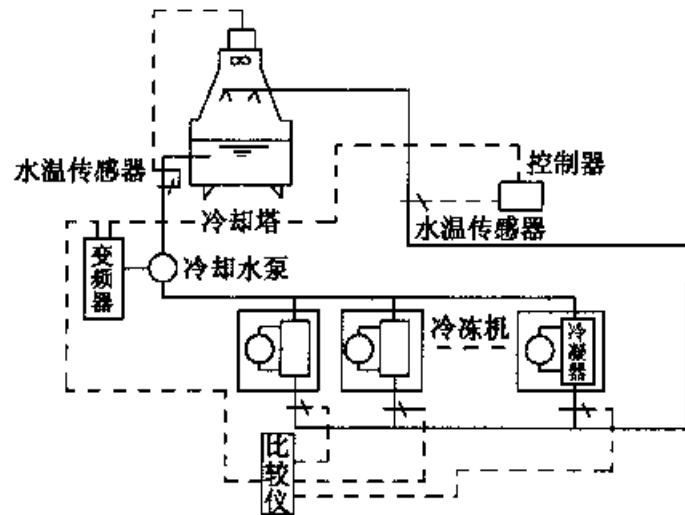 控制器
水温传感器
冷却塔
水温传感器
变频器
冷却水泵
冷冻机
冷凝器
比较仪